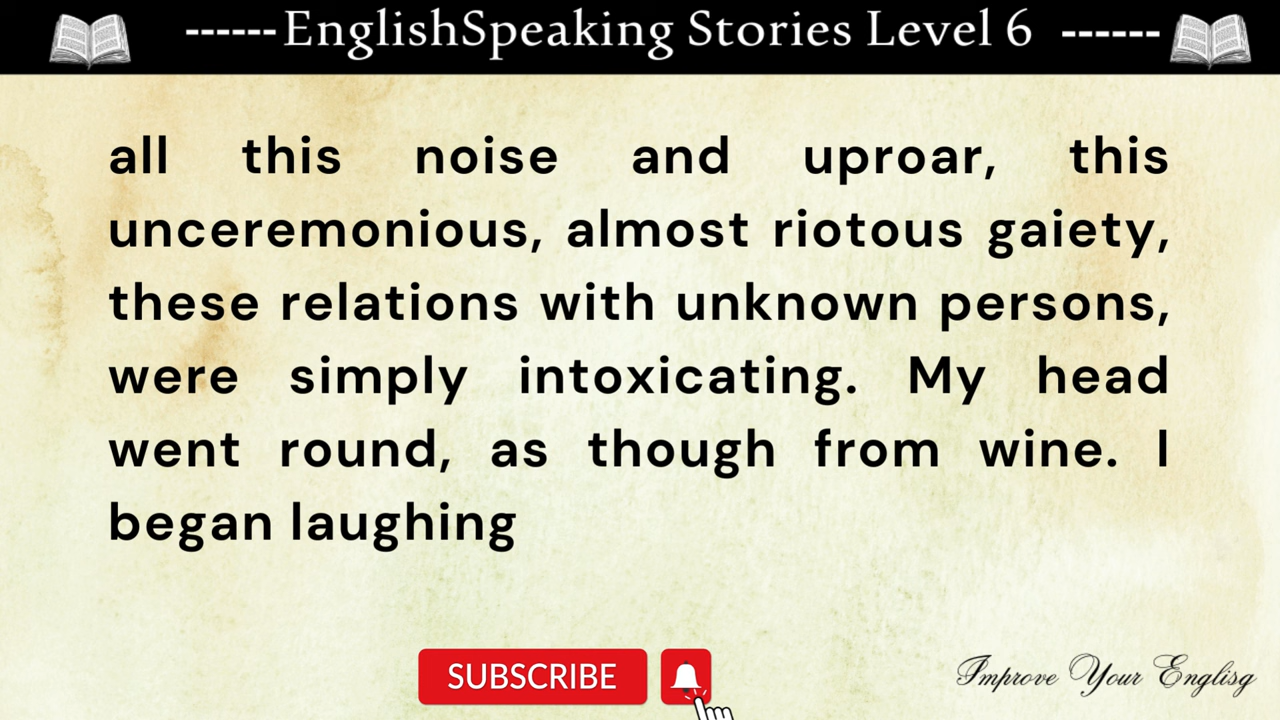 ------EnglishSpeaking Stories Level 6 ------
all this noise and uproar, this
unceremonious, almost riotous gaiety,
these relations with unknown persons,
were simply intoxicating. My head
went round, as though from wine. I
began laughing
SUBSCRIBE
Improve Your Englisg